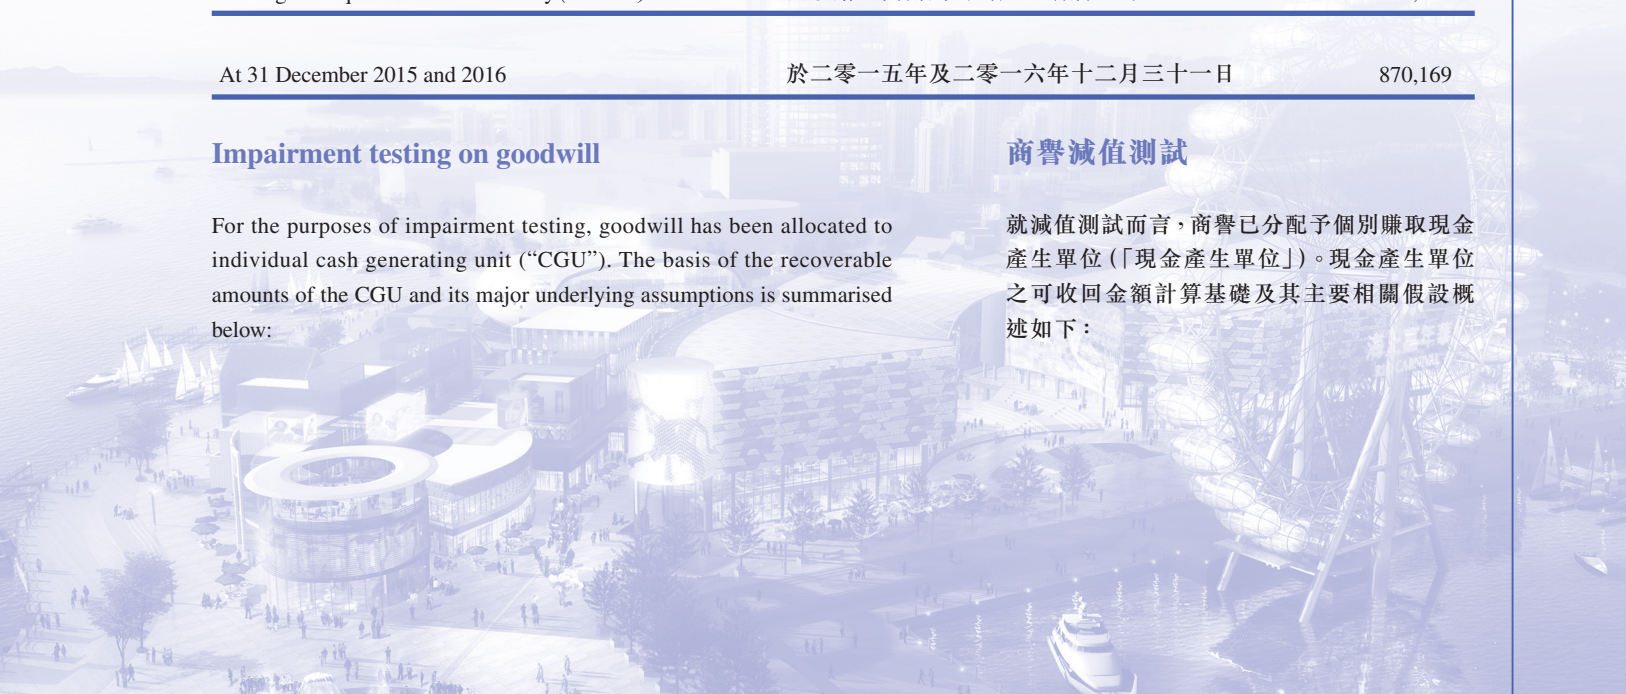 At 31 December 2015 and 2016 於二零一五年及二零一六年十二月三十一日 870,169
Impairment testing on goodwill
For the purposes of impairment testing, goodwill has been allocated to
individual cash generating unit (“CGU”). The basis of the recoverable
amounts of the CGU and its major underlying assumptions is summarised
below:
商譽減值測試
就減值測試而言，商譽已分配予個別賺取現金
產生單位（「現金產生單位」）。現金產生單位
之可收回金額計算基礎及其主要相關假設概
述如下：